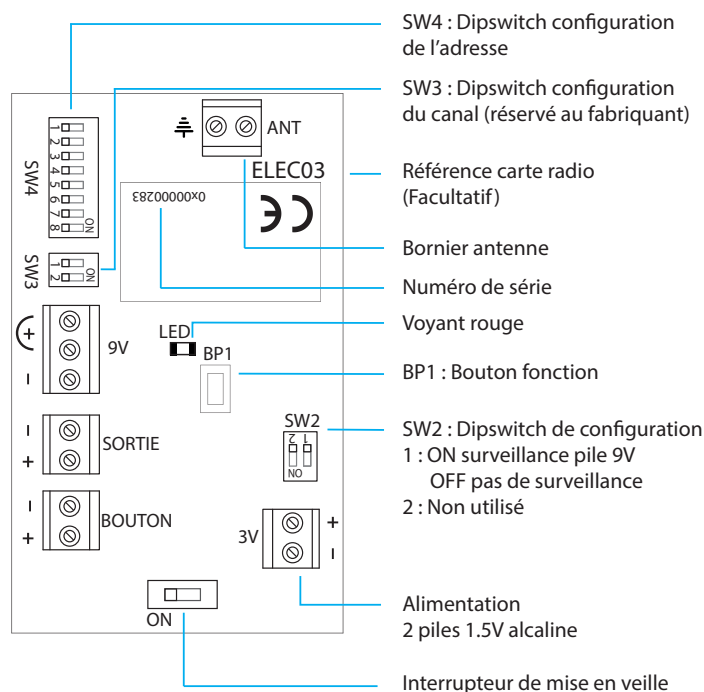 SW4 : Dipswitch configuration
de l'adresse
SW3 : Dipswitch configuration
du canal (réservé au fabriquant)
Référence carte radio
(Facultatif)
Bornier antenne
Numéro de série
Voyant rouge
BP1 : Bouton fonction
SW2 : Dipswitch de configuration
1 : ON surveillance pile 9V
OFF pas de surveillance
2 : Non utilisé
Alimentation
2 piles 1.5V alcaline
Interrupteur de mise en veille
SW4
1
2
3
4
5
6
7
8
ON
SW3
1
2
ON
ANT
ELEC03
0x00000283
CE
+
−
9V
LED
BP1
−
+
SORTIE
SW2
2 1
ON
−
+
BOUTON
3V
+
−
ON